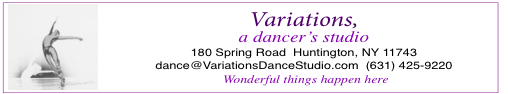 Variations,
a dancer's studio
180 Spring Road  Huntington, NY 11743
dance@VariationsDanceStudio.com  (631) 425-9220
Wonderful things happen here